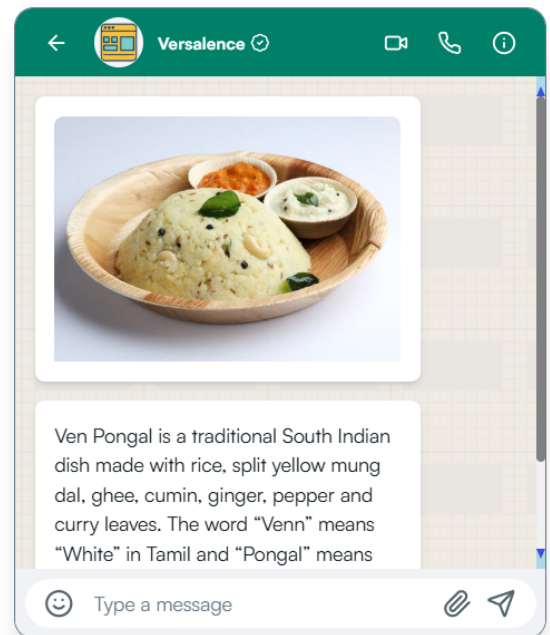 Versalence
Ven Pongal is a traditional South Indian
dish made with rice, split yellow mung
dal, ghee, cumin, ginger, pepper and
curry leaves. The word “Venn” means
“White” in Tamil and “Pongal” means
Type a message